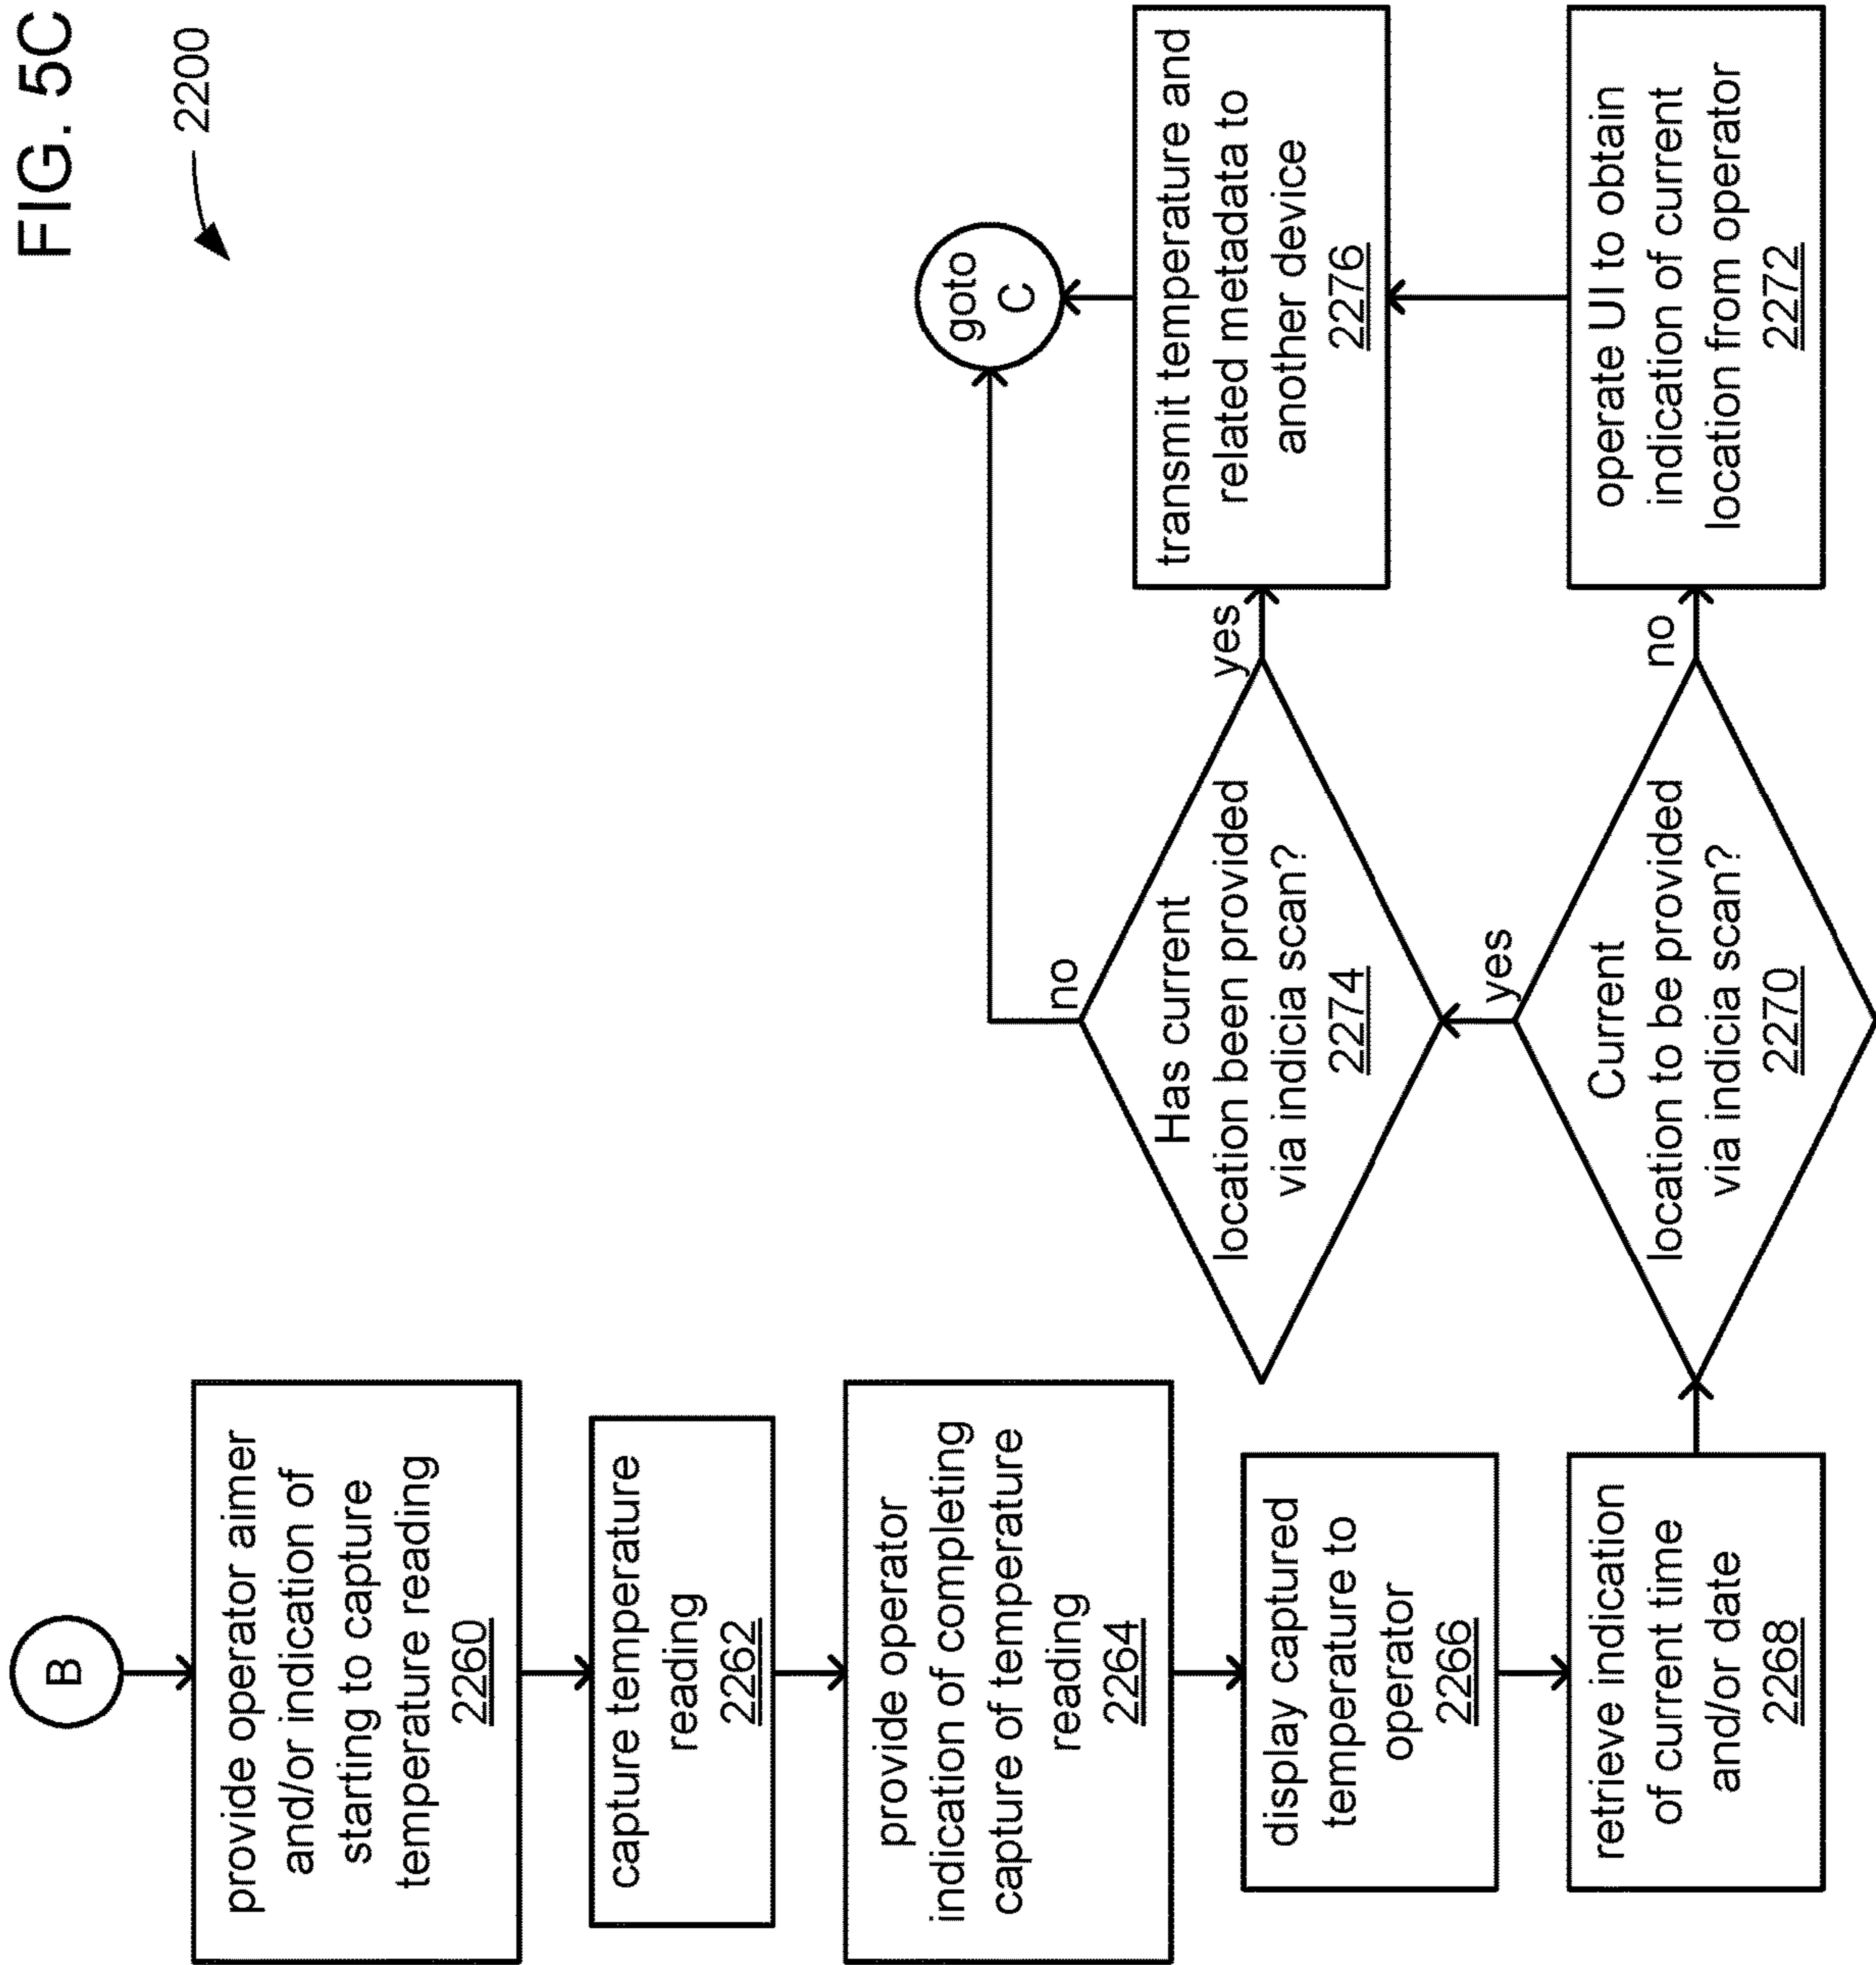 FIG. 5C
2200
B
provide operator aimer
and/or indication of
starting to capture
temperature reading
2260
capture temperature
reading
2262
provide operator
indication of completing
capture of temperature
reading
2264
display captured
temperature to
operator
2266
retrieve indication
of current time
and/or date
2268
Current
location to be provided
via indicia scan?
2270
yes
no
Has current
location been provided
via indicia scan?
2274
no
yes
operate UI to obtain
indication of current
location from operator
2272
transmit temperature and
related metadata to
another device
2276
goto
C